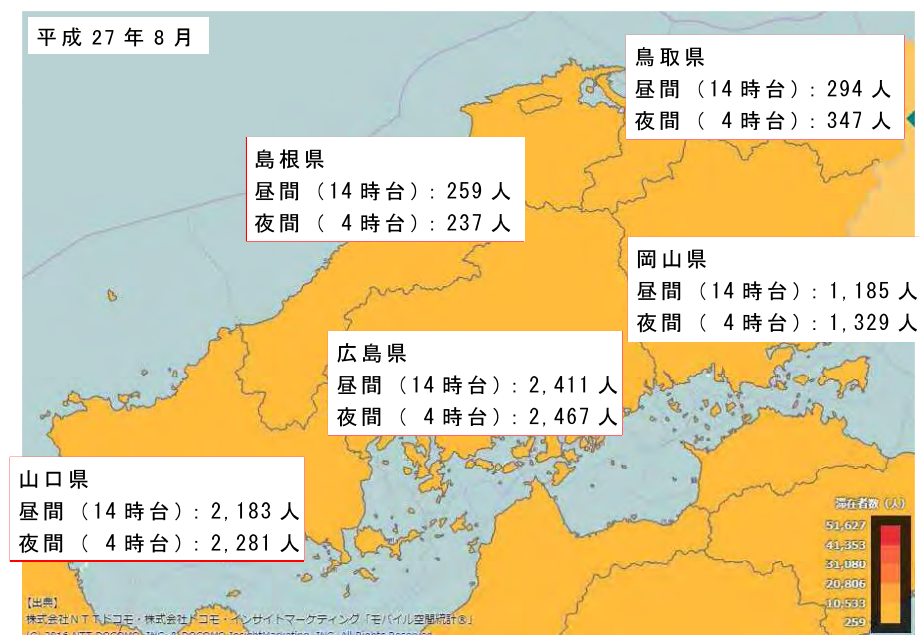 平成27年8月
鳥取県
昼間(14時台):294人
夜間( 4時台):347人
島根県
昼間(14時台):259人
夜間( 4時台):237人
岡山県
昼間(14時台):1,185人
夜間( 4時台):1,329人
広島県
昼間(14時台):2,411人
夜間( 4時台):2,467人
山口県
昼間(14時台):2,183人
夜間( 4時台):2,281人
滞在者数(人)
51,627
41,353
31,080
20,806
10,533
259
【出典】
株式会社NTTドコモ・株式会社ドコモ・インサイトマーケティング「モバイル空間統計®」